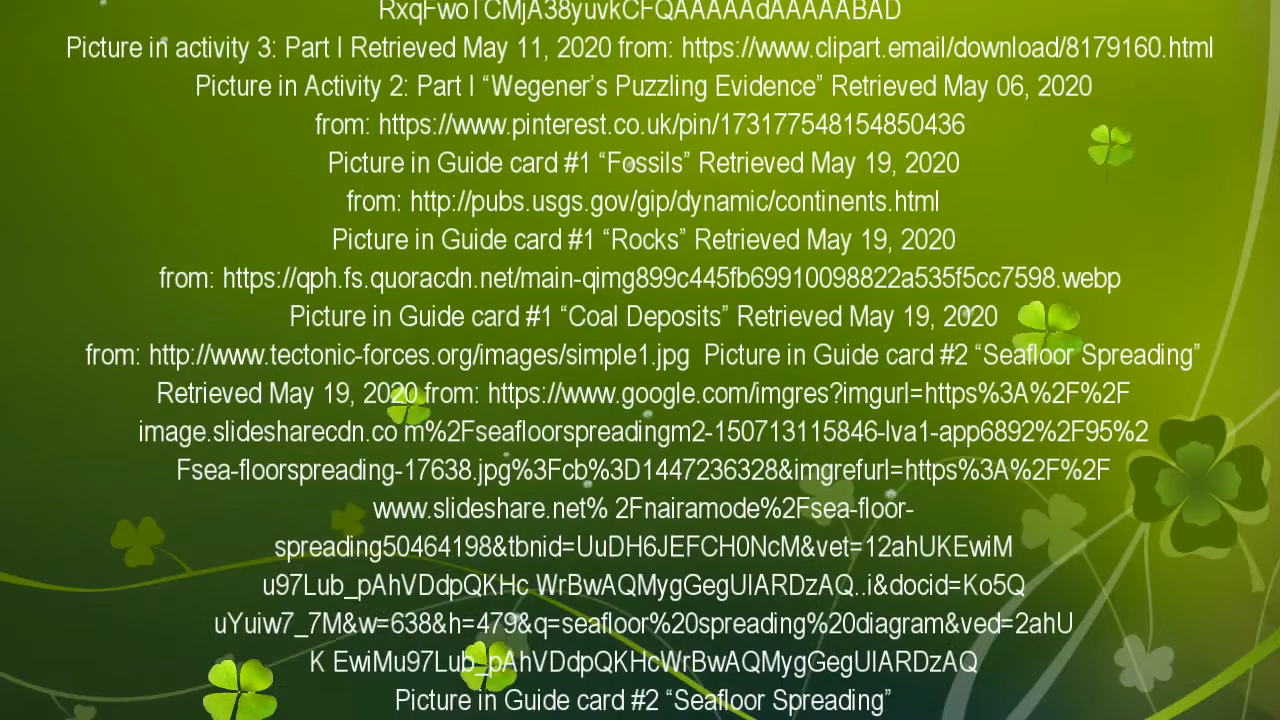 RxqFwoTCMjA38yuvkCFQAAAAAdAAAAABAD
Picture in activity 3: Part I Retrieved May 11, 2020 from: https://www.clipart.email/download/8179160.html
Picture in Activity 2: Part I “Wegener’s Puzzling Evidence” Retrieved May 06, 2020
from: https://www.pinterest.co.uk/pin/173177548154850436
Picture in Guide card #1 “Fossils” Retrieved May 19, 2020
from: http://pubs.usgs.gov/gip/dynamic/continents.html
Picture in Guide card #1 “Rocks” Retrieved May 19, 2020
from: https://qph.fs.quoracdn.net/main-qimg899c445fb69910098822a535f5cc7598.webp
Picture in Guide card #1 “Coal Deposits” Retrieved May 19, 2020
from: http://www.tectonic-forces.org/images/simple1.jpg  Picture in Guide card #2 “Seafloor Spreading”
Retrieved May 19, 2020 from: https://www.google.com/imgres?imgurl=https%3A%2F%2F
image.slidesharecdn.co m%2Fseafloorspreadingm2-150713115846-lva1-app6892%2F95%2
Fsea-floorspreading-17638.jpg%3Fcb%3D1447236328&imgrefurl=https%3A%2F%2F
www.slideshare.net% 2Fnairamode%2Fsea-floor-
spreading50464198&tbnid=UuDH6JEFCH0NcM&vet=12ahUKEwiM
u97Lub_pAhVDdpQKHc WrBwAQMygGegUIARDzAQ..i&docid=Ko5Q
uYuiw7_7M&w=638&h=479&q=seafloor%20spreading%20diagram&ved=2ahU
K EwiMu97Lub_pAhVDdpQKHcWrBwAQMygGegUIARDzAQ
Picture in Guide card #2 “Seafloor Spreading”